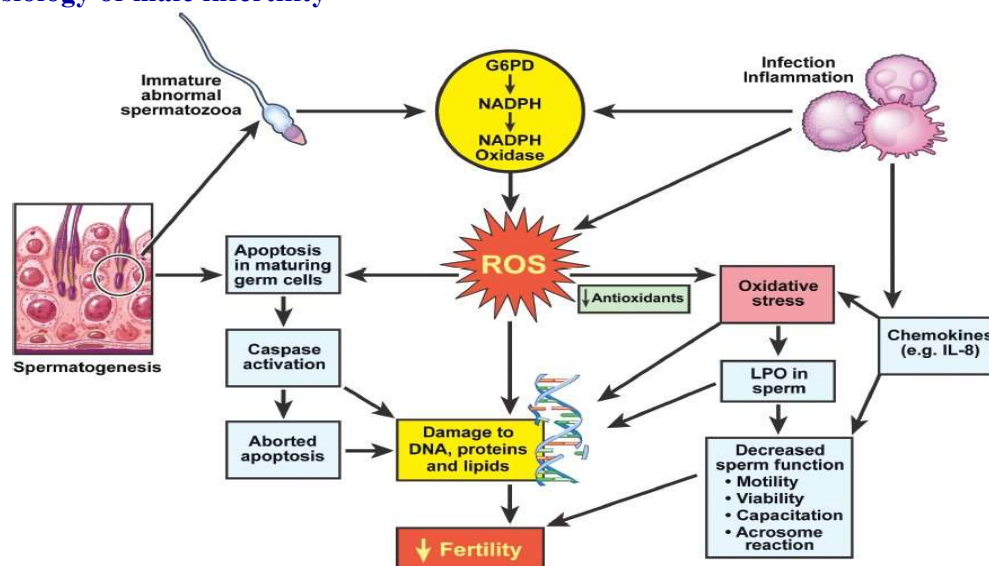 Immature
abnormal
spermatozooa
G6PD
NADPH
NADPH
Oxidase
Infection
Inflammation
Spermatogenesis
Apoptosis
in maturing
germ cells
ROS
↓ Antioxidants
Oxidative
stress
Chemokines
(e.g. IL-8)
Caspase
activation
LPO in
sperm
Aborted
apoptosis
Damage to
DNA, proteins
and lipids
Decreased
sperm function
• Motility
• Viability
• Capacitation
• Acrosome
reaction
↓ Fertility